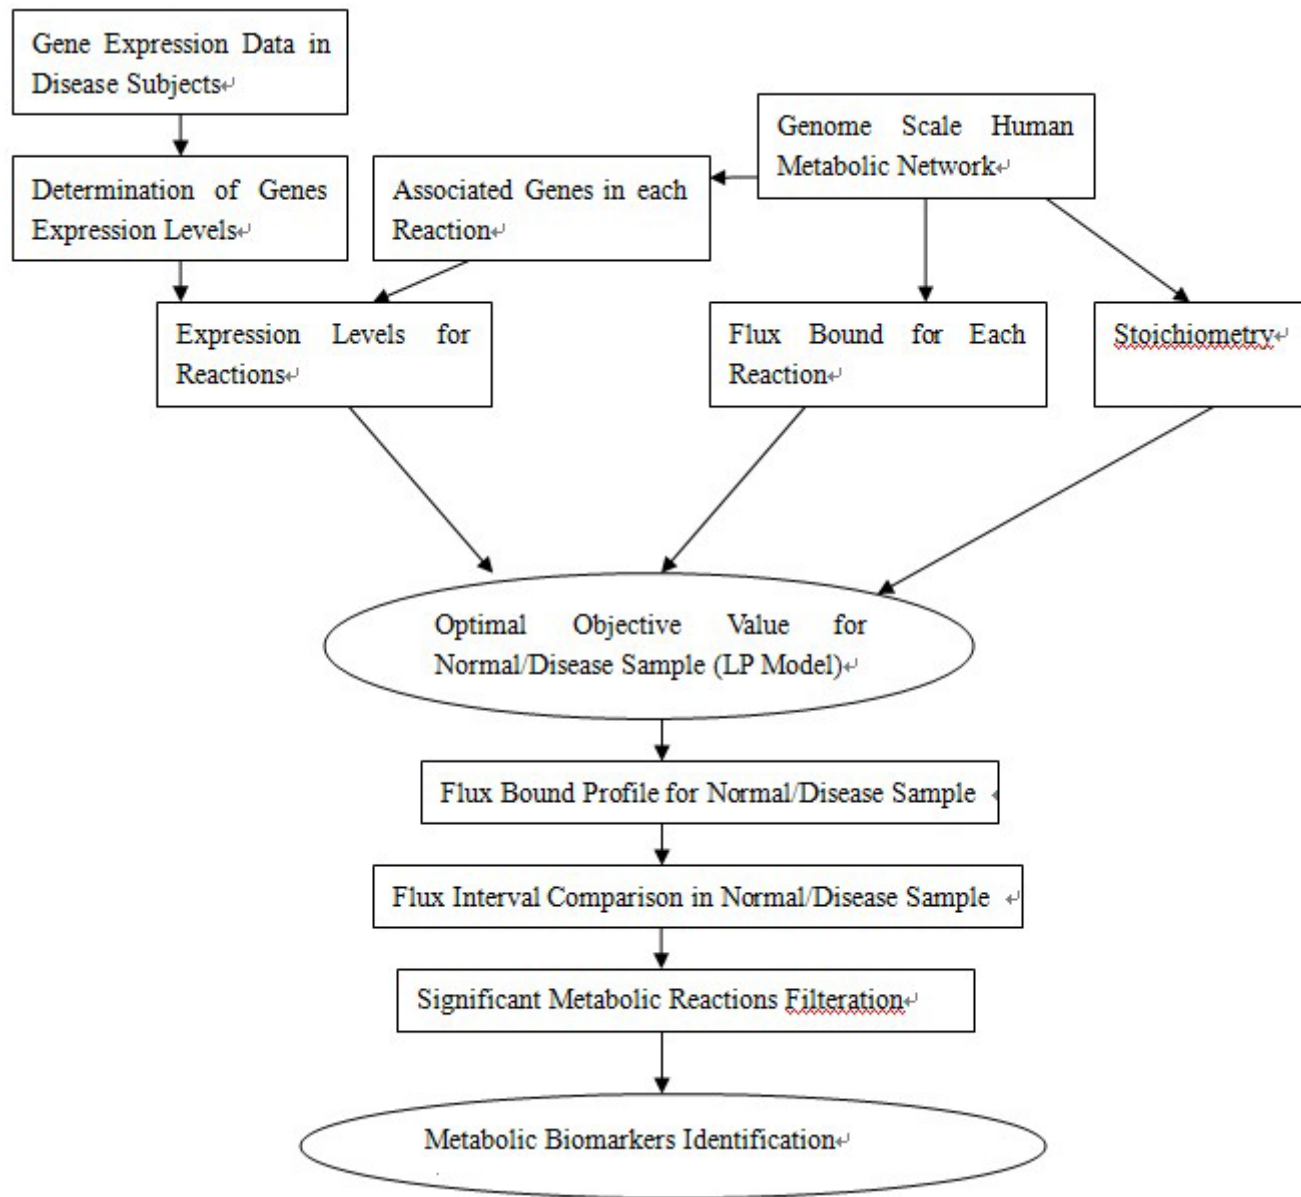 Gene Expression Data in
Disease Subjects↵
Genome Scale Human
Metabolic Network↵
Determination of Genes
Expression Levels↵
Associated Genes in each
Reaction↵
Expression Levels for
Reactions↵
Flux Bound for Each
Reaction↵
Stoichiometry↵
Optimal Objective Value for
Normal/Disease Sample (LP Model)↵
Flux Bound Profile for Normal/Disease Sample ↵
Flux Interval Comparison in Normal/Disease Sample ↵
Significant Metabolic Reactions Filteration↵
Metabolic Biomarkers Identification↵